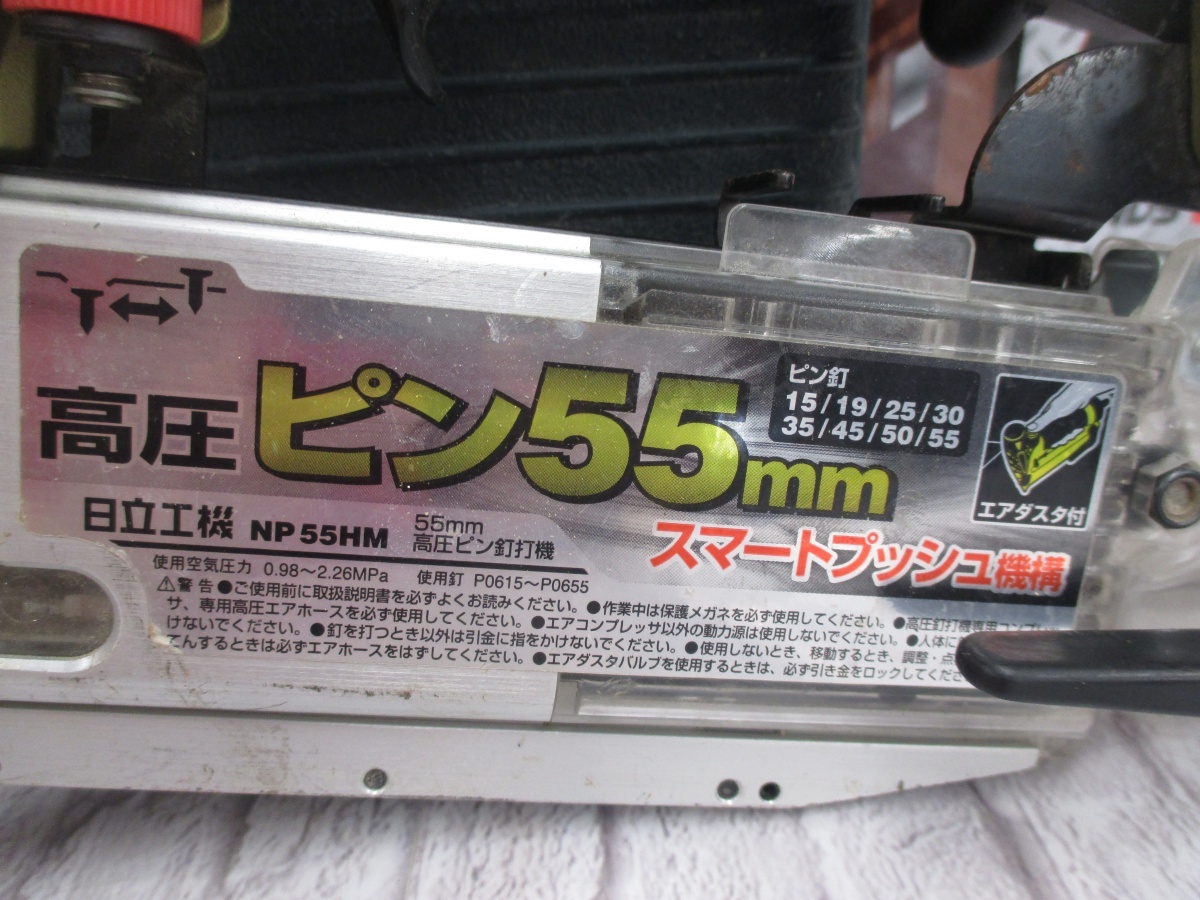 高圧 ピン55mm
ピン釘
15/19/25/30
35/45/50/55
エアダスタ付
日立工機 NP55HM
55mm
高圧ピン釘打機
スマートプッシュ機構
使用空気圧力 0.98～2.26MPa 使用釘 P0615～P0655
⚠警告●ご使用前に取扱説明書を必ずよくお読みください。●作業中は保護メガネを必ず使用してください。●高圧釘打機専用コンプレ
サ、専用高圧エアホースを必ず使用してください。●エアコンプレッサ以外の動力源は使用しないでください。●人体に
けないでください。●釘を打つとき以外は引金に指をかけないでください。●使用しないとき、移動するとき、調整・点
てんするときは必ずエアホースをはずしてください。●エアダスタバルブを使用するときは、必ず引き金をロックしてくださ